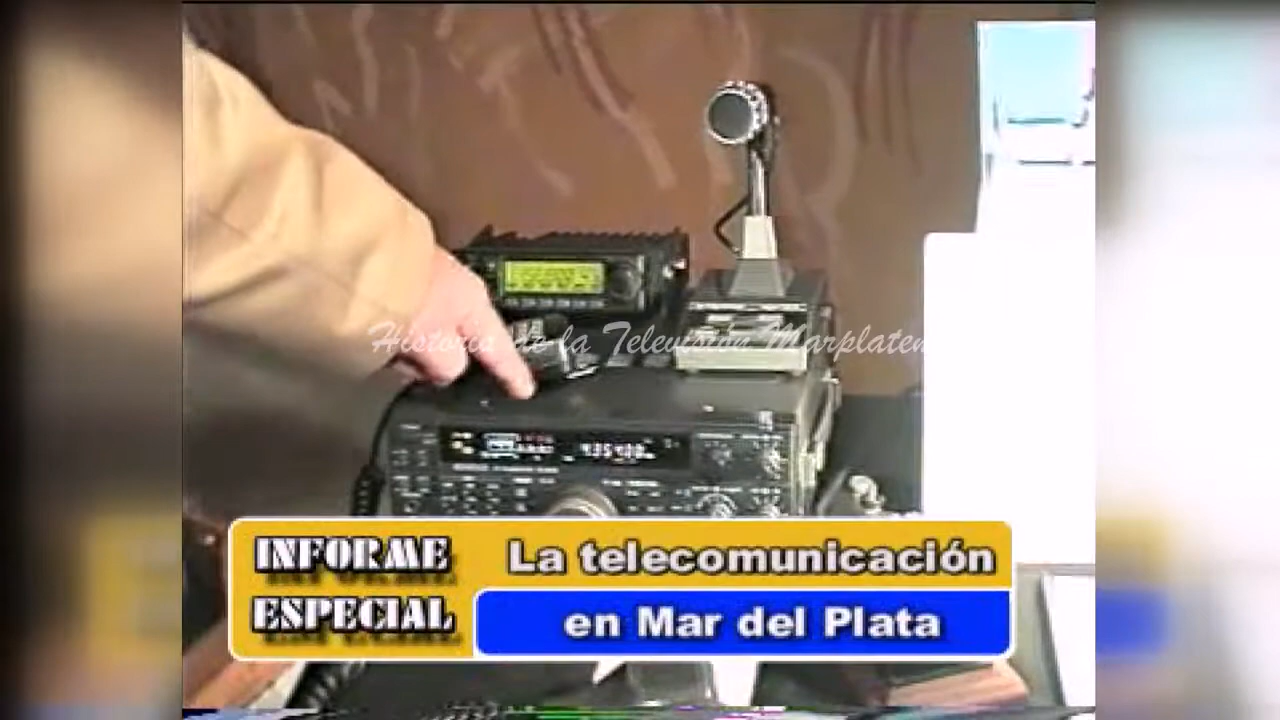 Historia de la Televisión Marplaten
INFORME
ESPECIAL
La telecomunicación
en Mar del Plata